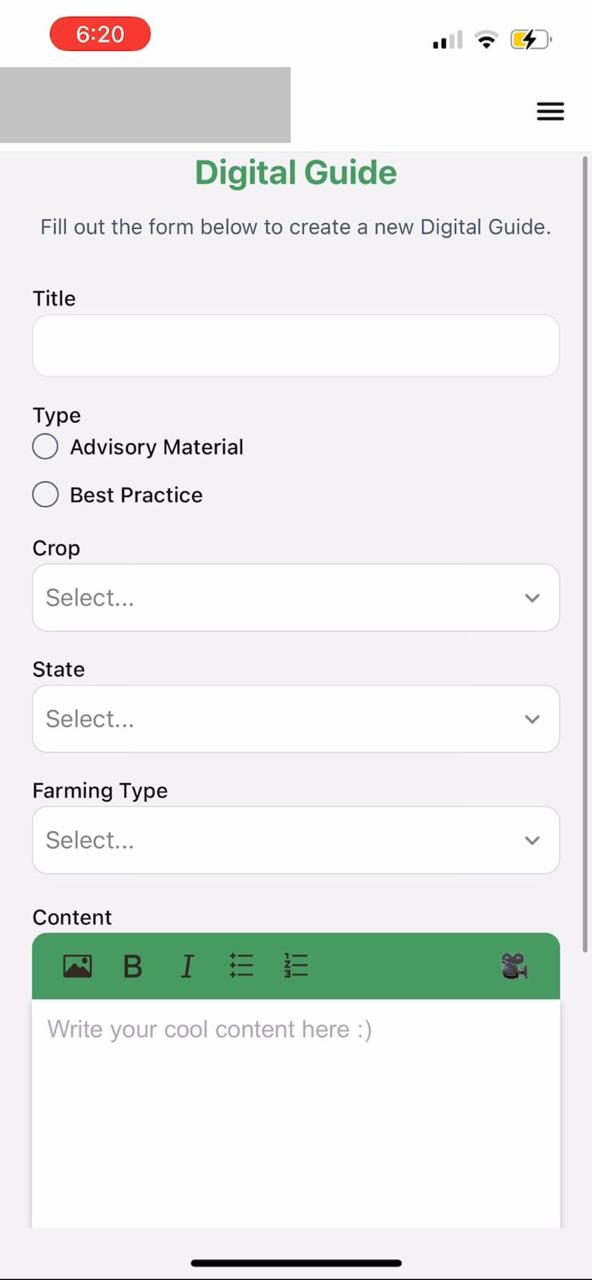 6:20
Digital Guide
Fill out the form below to create a new Digital Guide.
Title
Type
Advisory Material
Best Practice
Crop
Select...
State
Select...
Farming Type
Select...
Content
B I
Write your cool content here :)